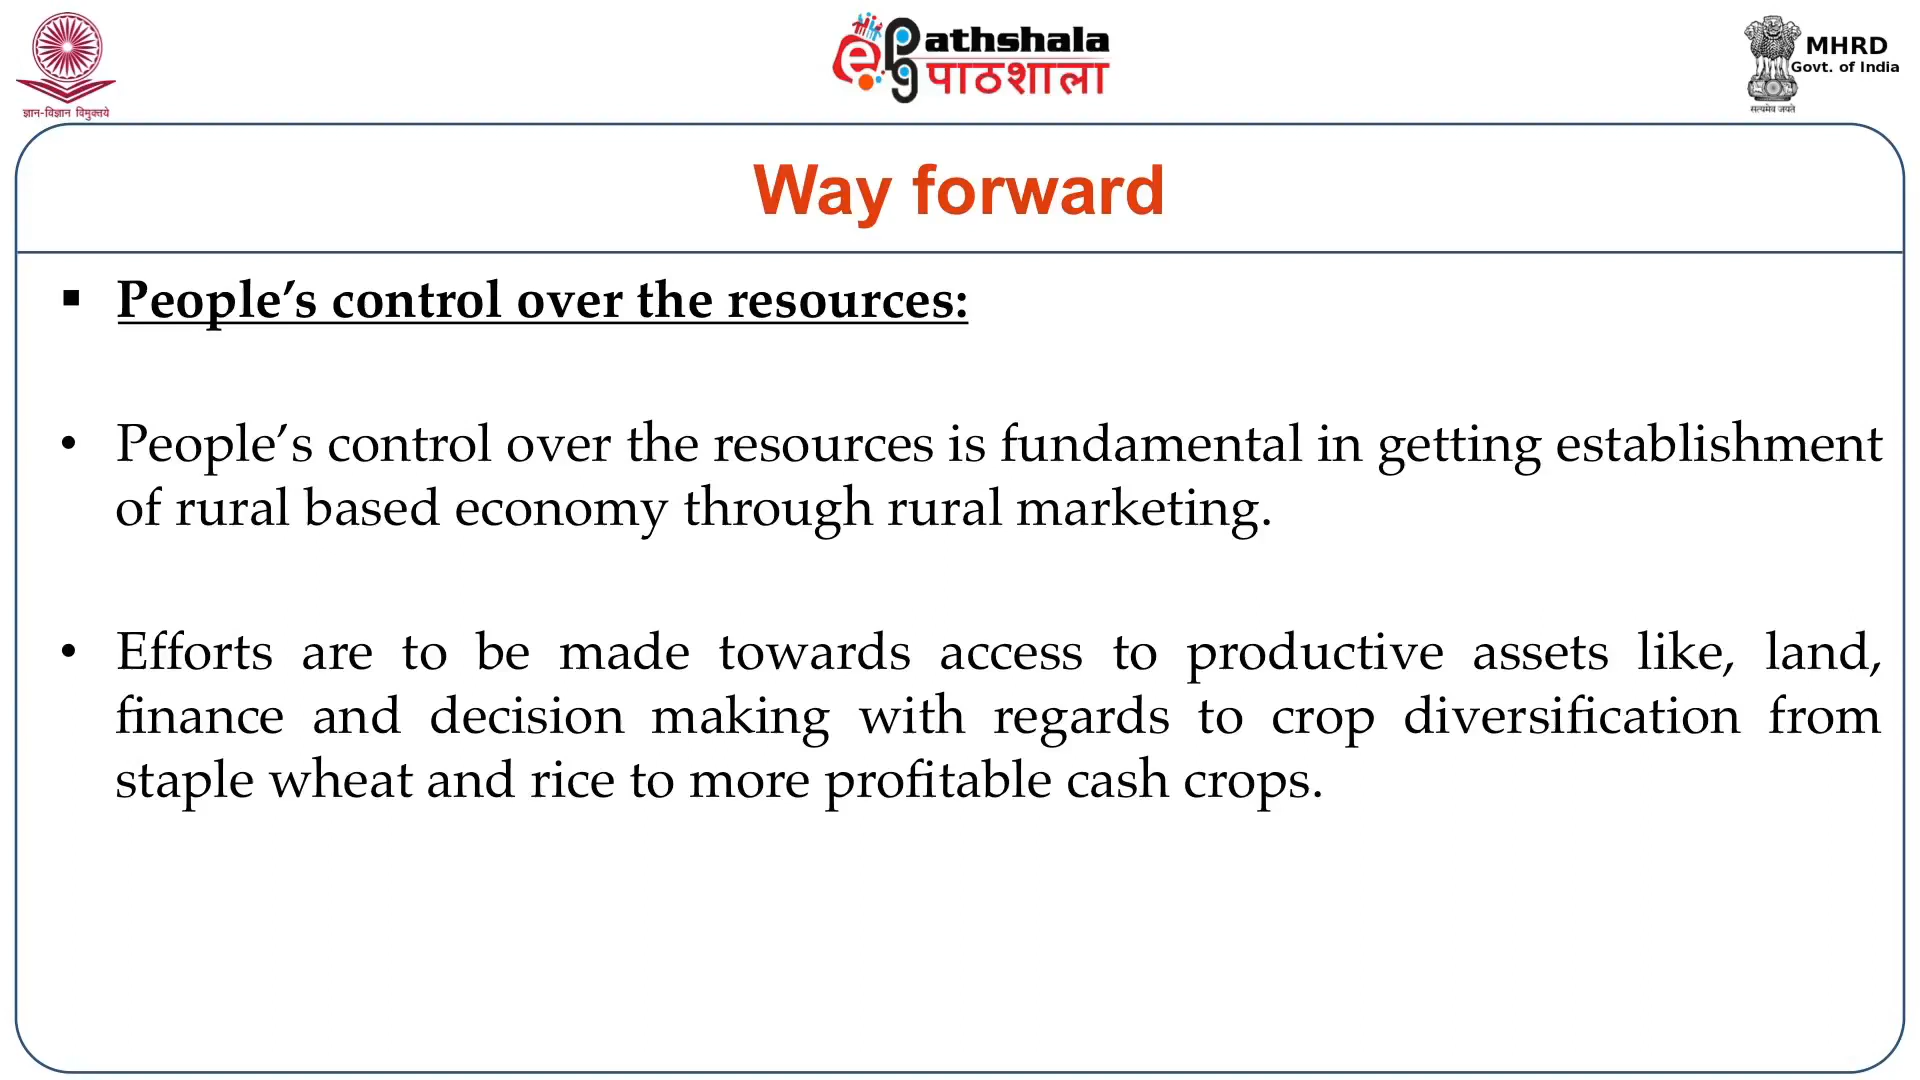 ज्ञान-विज्ञान विमुक्तये
ePathshala
पाठशाला
MHRD
Govt. of India
सत्यमेव जयते
Way forward
▪ People’s control over the resources:
• People’s control over the resources is fundamental in getting establishment
of rural based economy through rural marketing.
• Efforts are to be made towards access to productive assets like, land,
finance and decision making with regards to crop diversification from
staple wheat and rice to more profitable cash crops.